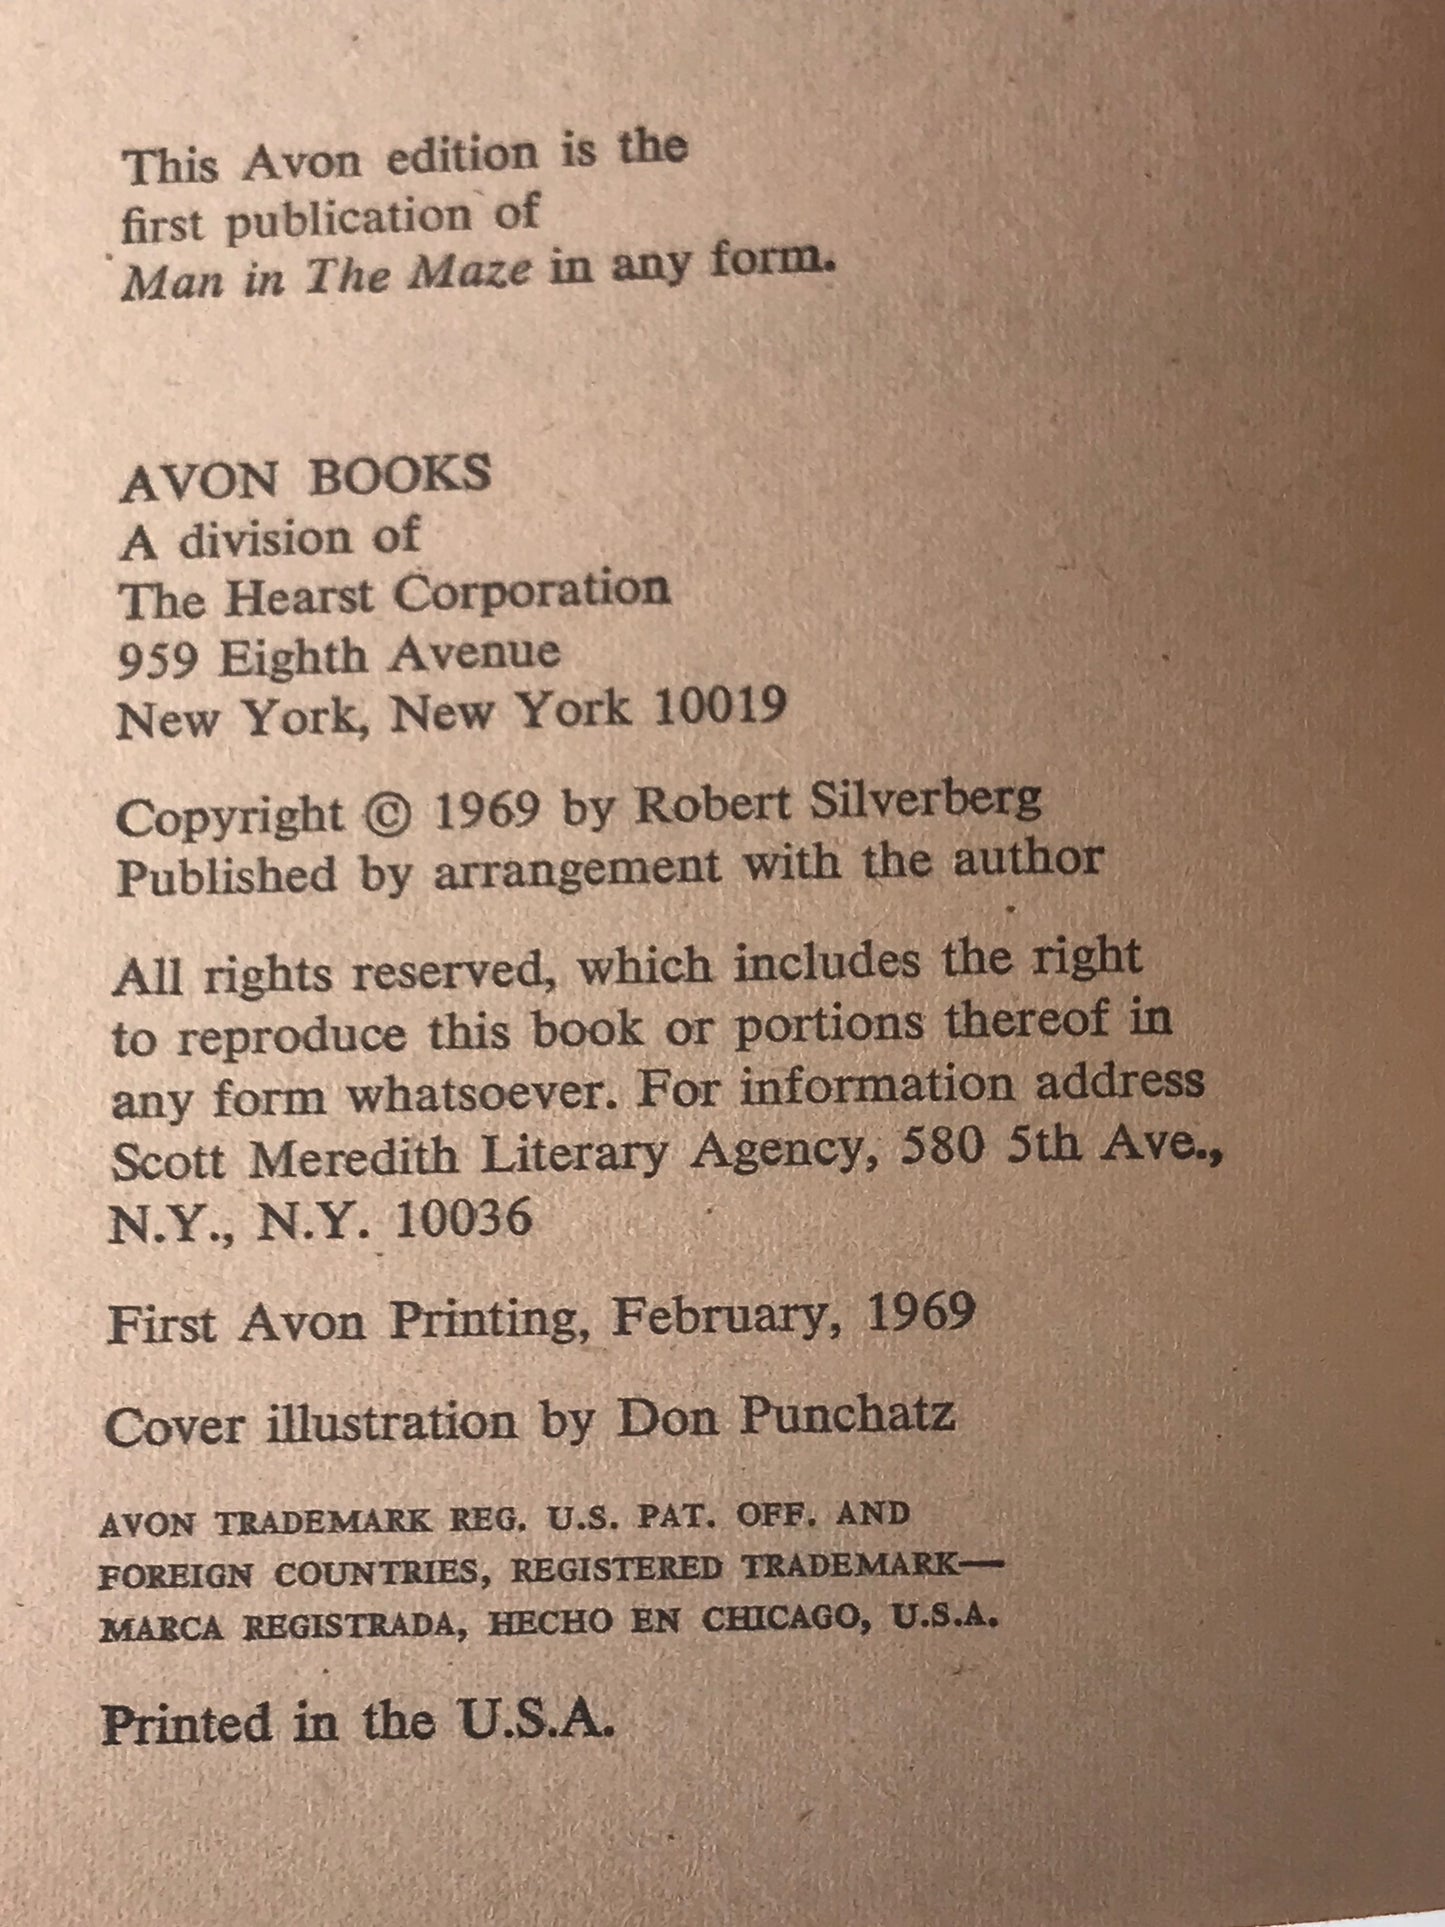 This Avon edition is the
first publication of
Man in The Maze in any form.
AVON BOOKS
A division of
The Hearst Corporation
959 Eighth Avenue
New York, New York 10019
Copyright © 1969 by Robert Silverberg
Published by arrangement with the author
All rights reserved, which includes the right
to reproduce this book or portions thereof in
any form whatsoever. For information address
Scott Meredith Literary Agency, 580 5th Ave.,
N.Y., N.Y. 10036
First Avon Printing, February, 1969
Cover illustration by Don Punchatz
AVON TRADEMARK REG. U.S. PAT. OFF. AND
FOREIGN COUNTRIES, REGISTERED TRADEMARK—
MARCA REGISTRADA, HECHO EN CHICAGO, U.S.A.
Printed in the U.S.A.